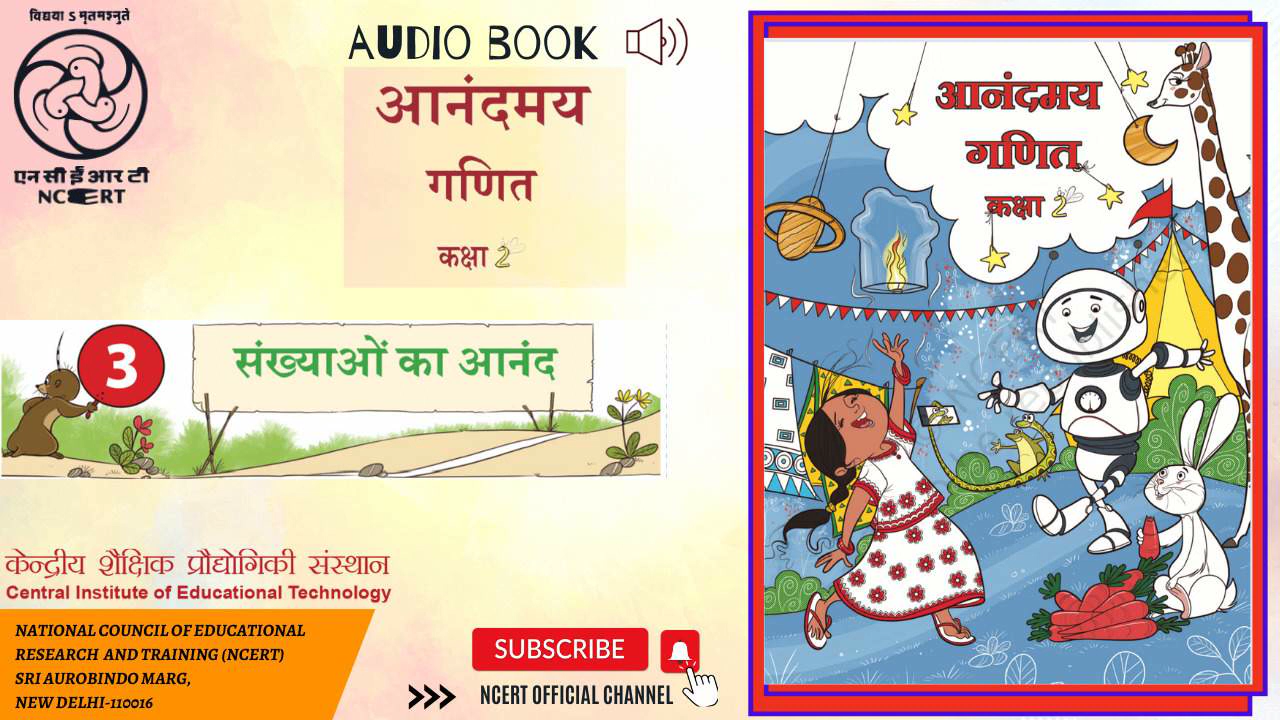 विद्यया ऽ मृतमश्नुते
एन सी ई आर टी
NCERT
AUDIO BOOK
आनंदमय
गणित
कक्षा 2
3
संख्याओं का आनंद
केन्द्रीय शैक्षिक प्रौद्योगिकी संस्थान
Central Institute of Educational Technology
NATIONAL COUNCIL OF EDUCATIONAL
RESEARCH AND TRAINING (NCERT)
SRI AUROBINDO MARG,
NEW DELHI-110016
SUBSCRIBE
NCERT OFFICIAL CHANNEL
आनंदमय
गणित
कक्षा 2